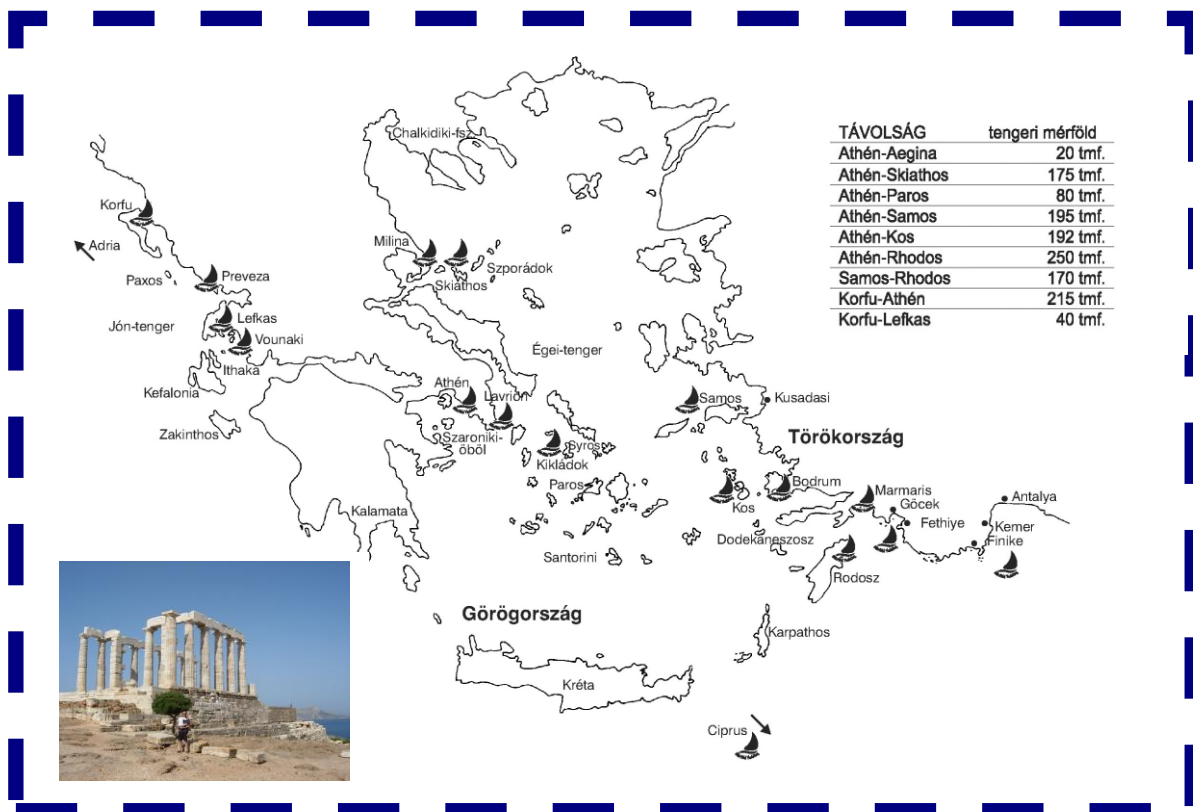 TÁVOLSÁG tengeri mérföld
Athén-Aegina 20 tmf.
Athén-Skiathos 175 tmf.
Athén-Paros 80 tmf.
Athén-Samos 195 tmf.
Athén-Kos 192 tmf.
Athén-Rhodos 250 tmf.
Samos-Rhodos 170 tmf.
Korfu-Athén 215 tmf.
Korfu-Lefkas 40 tmf.
Chalkidiki-fsz.
Korfu
Adria
Paxos
Preveza
Jón-tenger
Lefkas
Vounaki
Ithaka
Kefalonia
Zakinthos
Milina
Skiathos
Szporádok
Égei-tenger
Athén
Lavrion
Szaroniki-
öböl
Syros
Kikládok
Paros
Kalamata
Santorini
Samos
Kusadasi
Törökország
Bodrum
Kos
Marmaris
Göcek
Antalya
Fethiye
Kemer
Finike
Dodekaneszosz
Rodosz
Görögország
Karpathos
Kréta
Ciprus